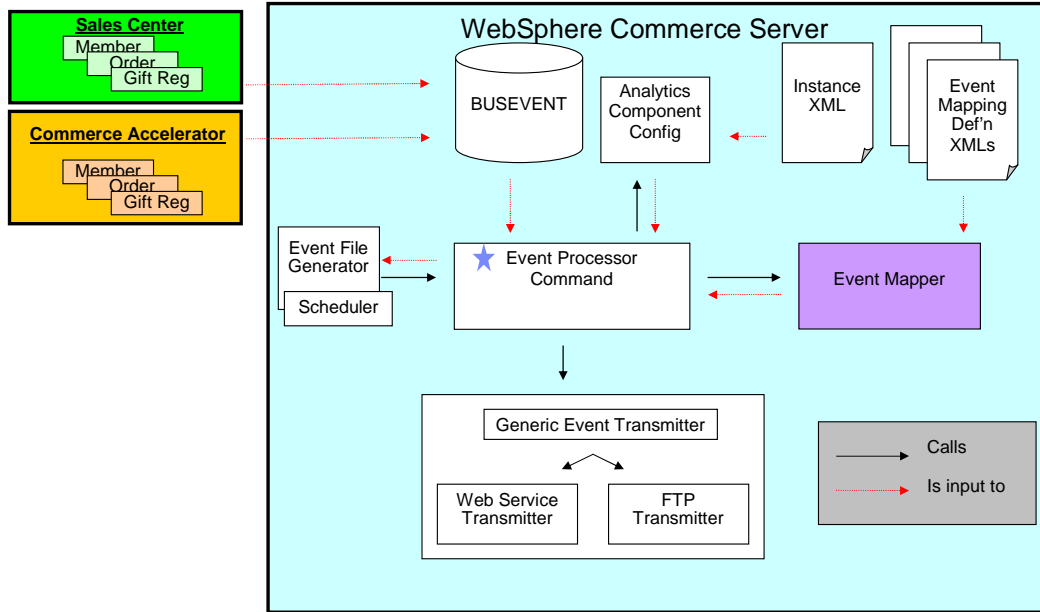 Sales Center
Member
Order
Gift Reg
Commerce Accelerator
Member
Order
Gift Reg
WebSphere Commerce Server
BUSEVENT
Analytics
Component
Config
Instance
XML
Event
Mapping
Def'n
XMLs
Event File
Generator
Scheduler
Event Processor
Command
Event Mapper
Generic Event Transmitter
Web Service
Transmitter
FTP
Transmitter
Calls
Is input to